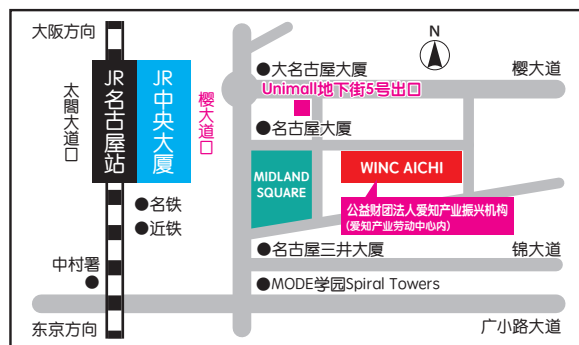 大阪方向
N
大名古屋大厦
樱大道
Unimall地下街5号出口
太閤大道口
JR名古屋站
JR中央大厦
樱大道口
名古屋大厦
MIDLAND
SQUARE
WINC AICHI
公益财团法人爱知产业振兴机构
(爱知产业劳动中心内)
名铁
近铁
名古屋三井大厦
锦大道
中村署
MODE学园Spiral Towers
东京方向
广小路大道